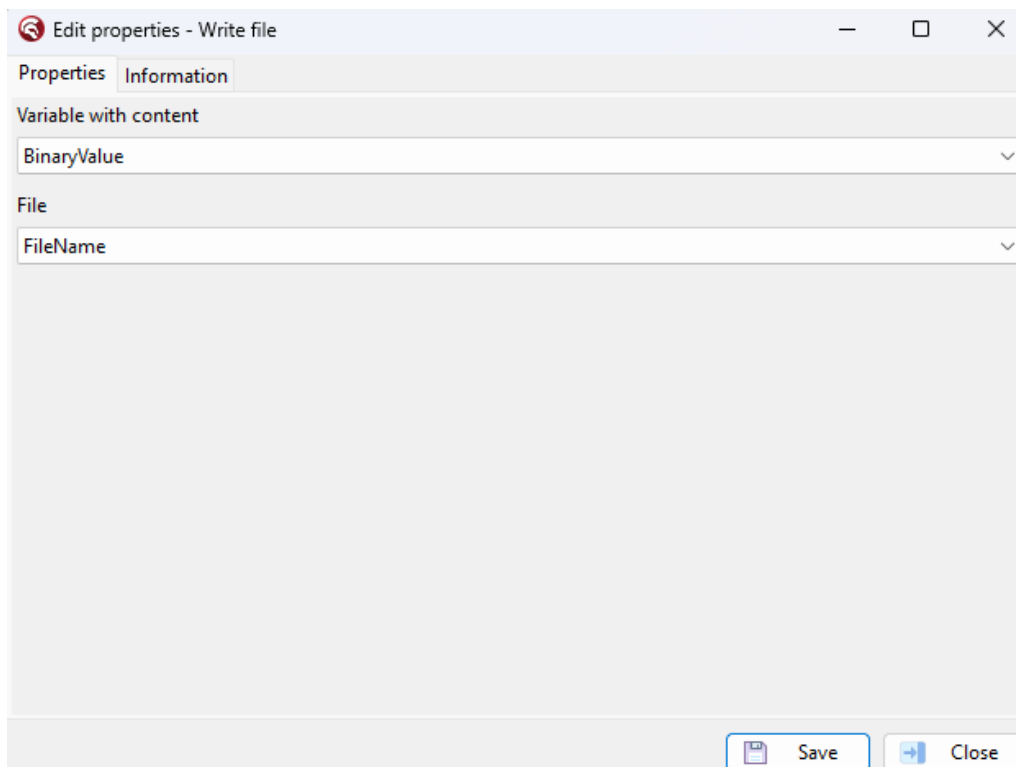 Edit properties - Write file
Properties Information
Variable with content
BinaryValue
File
FileName
Save Close